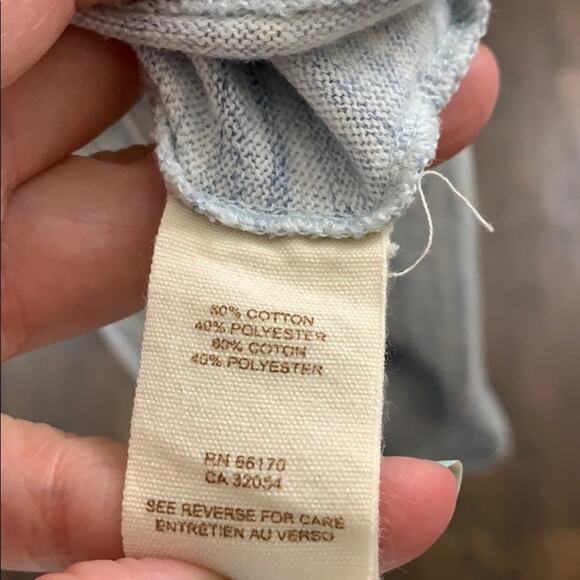 60% COTTON
40% POLYESTER
60% COTON
40% POLYESTER
RN 66170
CA 32054
SEE REVERSE FOR CARE
ENTRETIEN AU VERSO